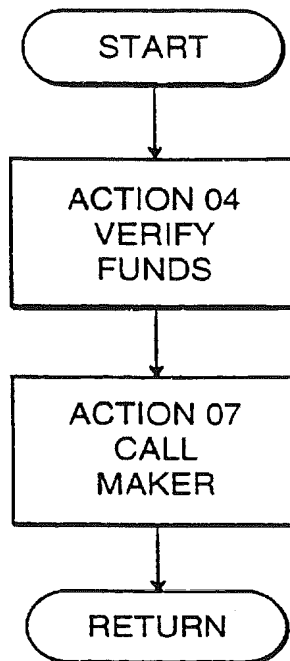 START
ACTION 04
VERIFY
FUNDS
ACTION 07
CALL
MAKER
RETURN